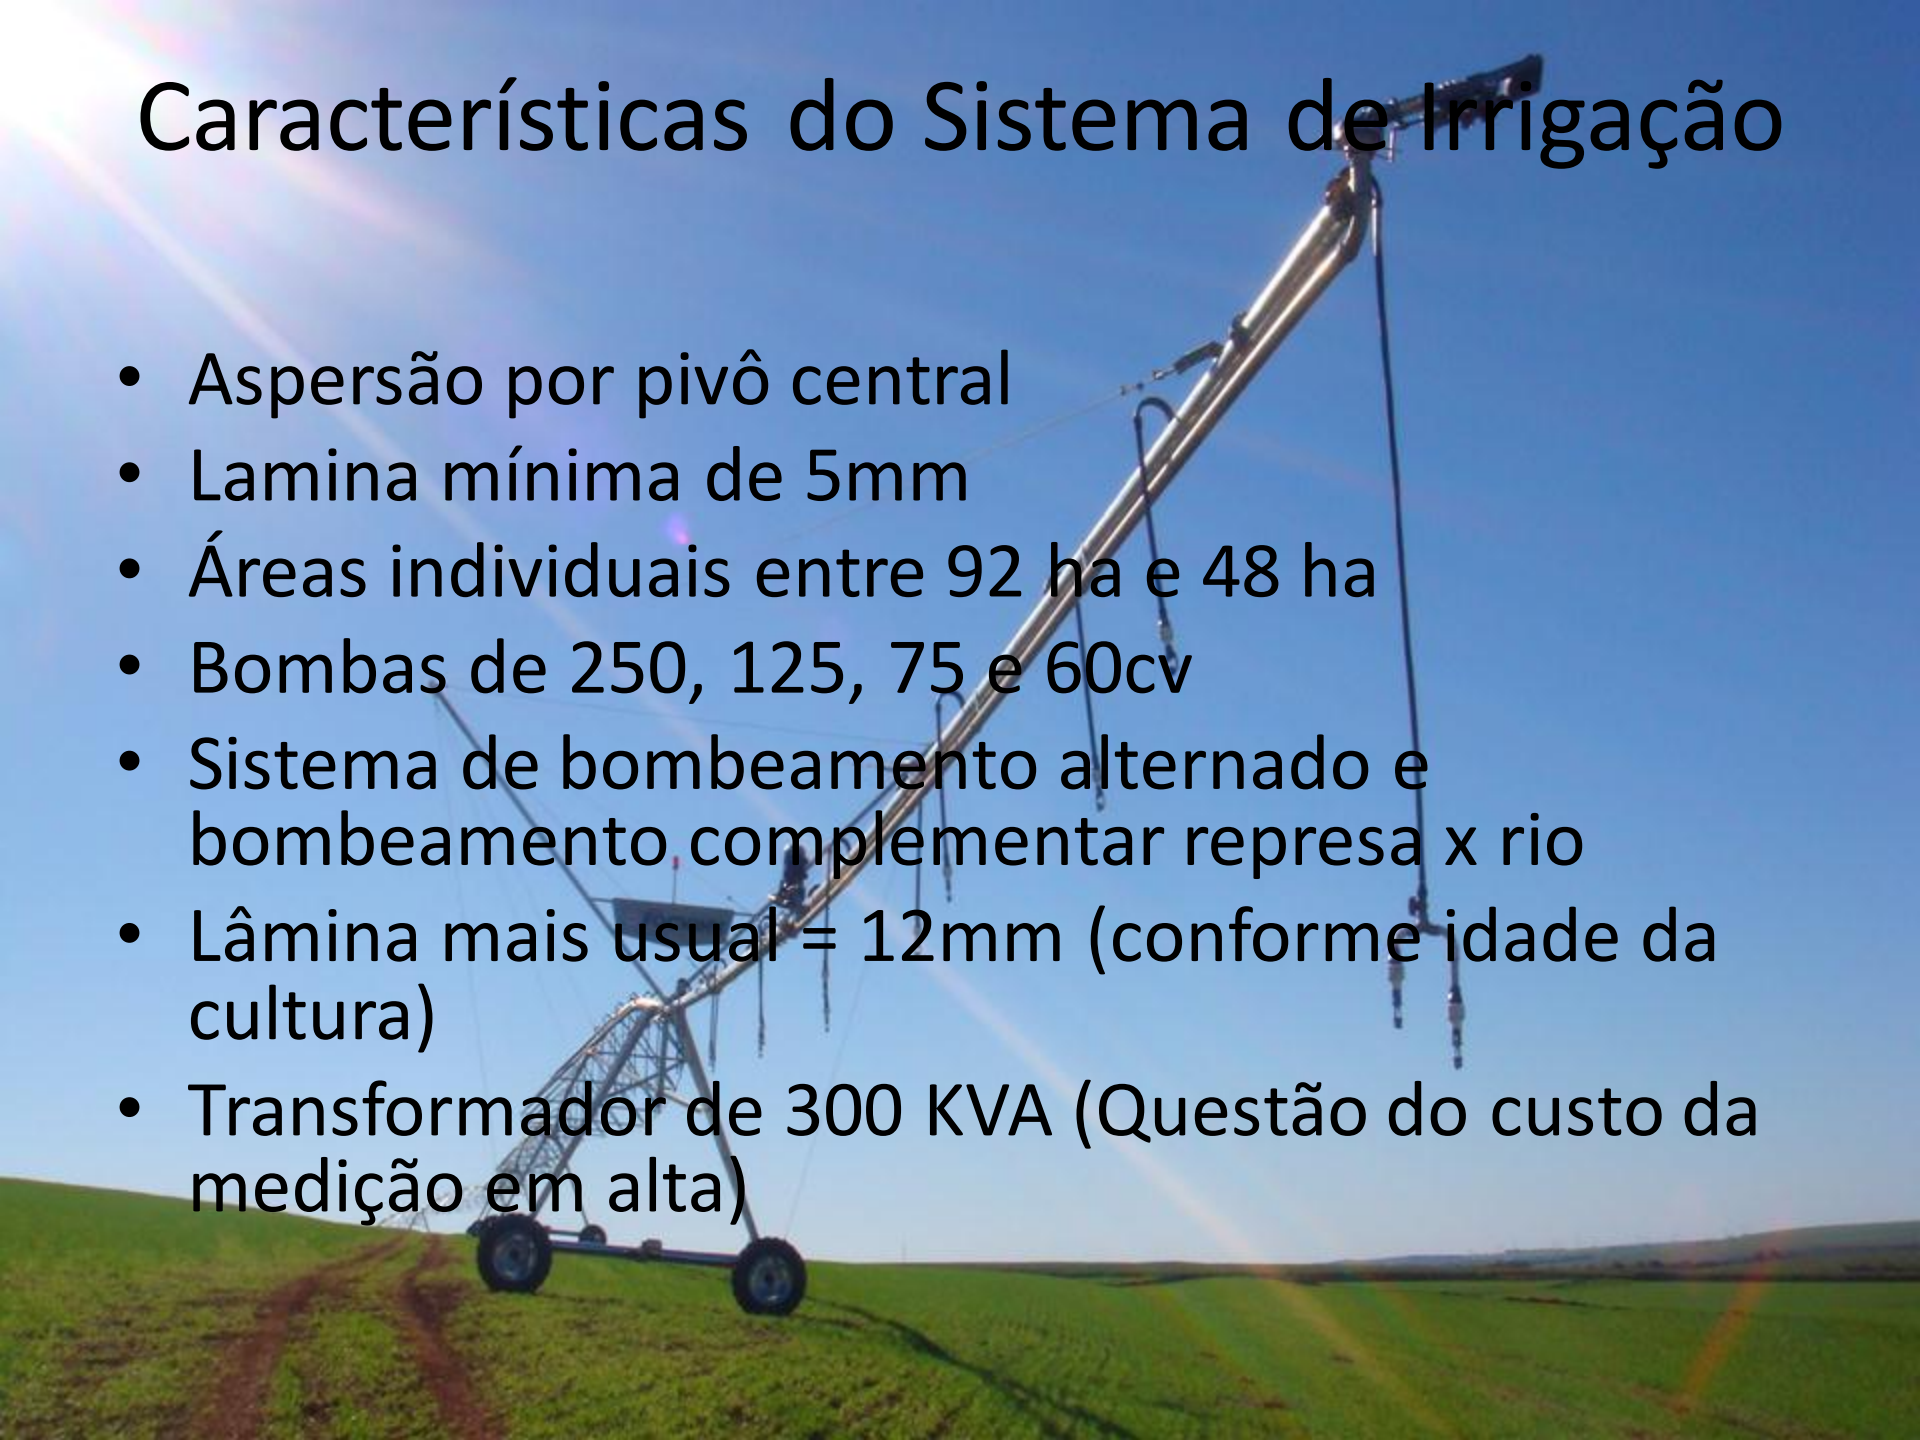 Características do Sistema de Irrigação
• Aspersão por pivô central
• Lamina mínima de 5mm
• Áreas individuais entre 92 ha e 48 ha
• Bombas de 250, 125, 75 e 60cv
• Sistema de bombeamento alternado e
bombeamento complementar represa x rio
• Lâmina mais usual = 12mm (conforme idade da
cultura)
• Transformador de 300 KVA (Questão do custo da
medição em alta)